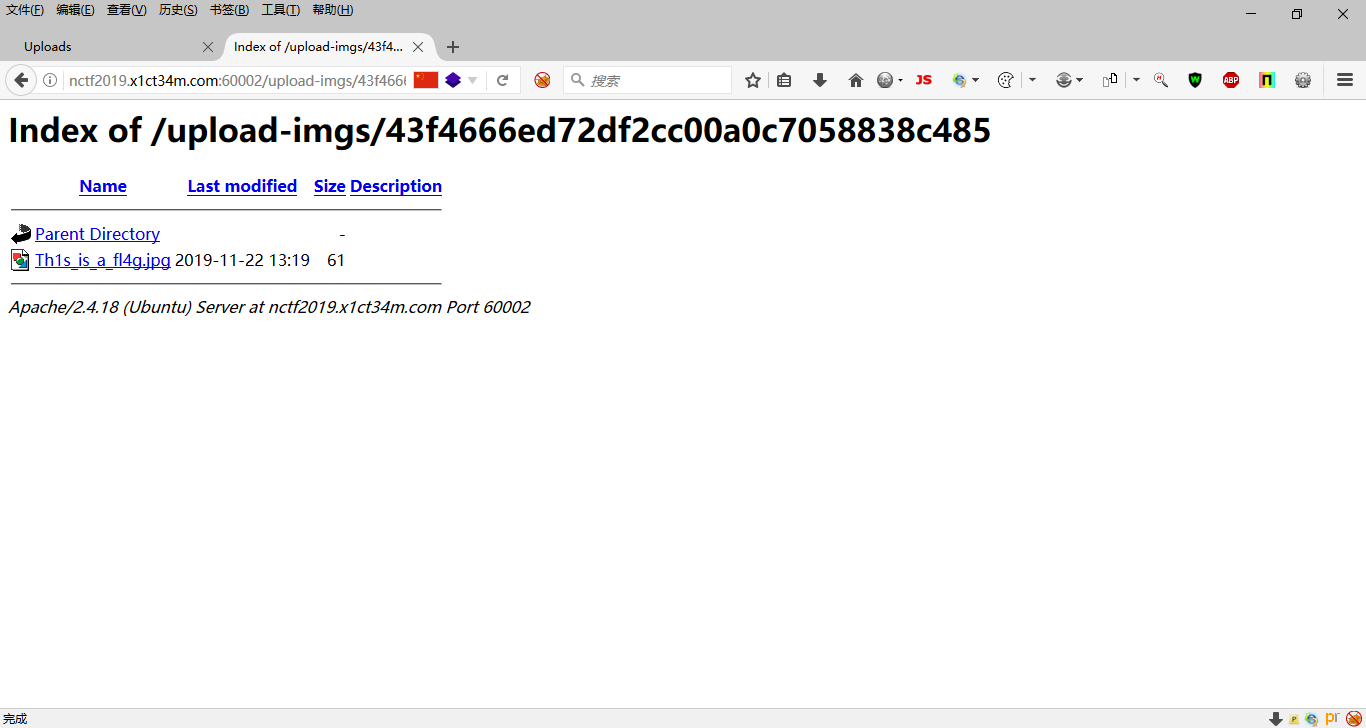 文件(F) 编辑(E) 查看(V) 历史(S) 书签(B) 工具(T) 帮助(H)
Uploads Index of /upload-imgs/43f4...
nctf2019.x1ct34m.com:60002/upload-imgs/43f466 搜索 JS ABP
Index of /upload-imgs/43f4666ed72df2cc00a0c7058838c485
Name Last modified Size Description
Parent Directory -
Th1s_is_a_fl4g.jpg 2019-11-22 13:19 61
Apache/2.4.18 (Ubuntu) Server at nctf2019.x1ct34m.com Port 60002
完成